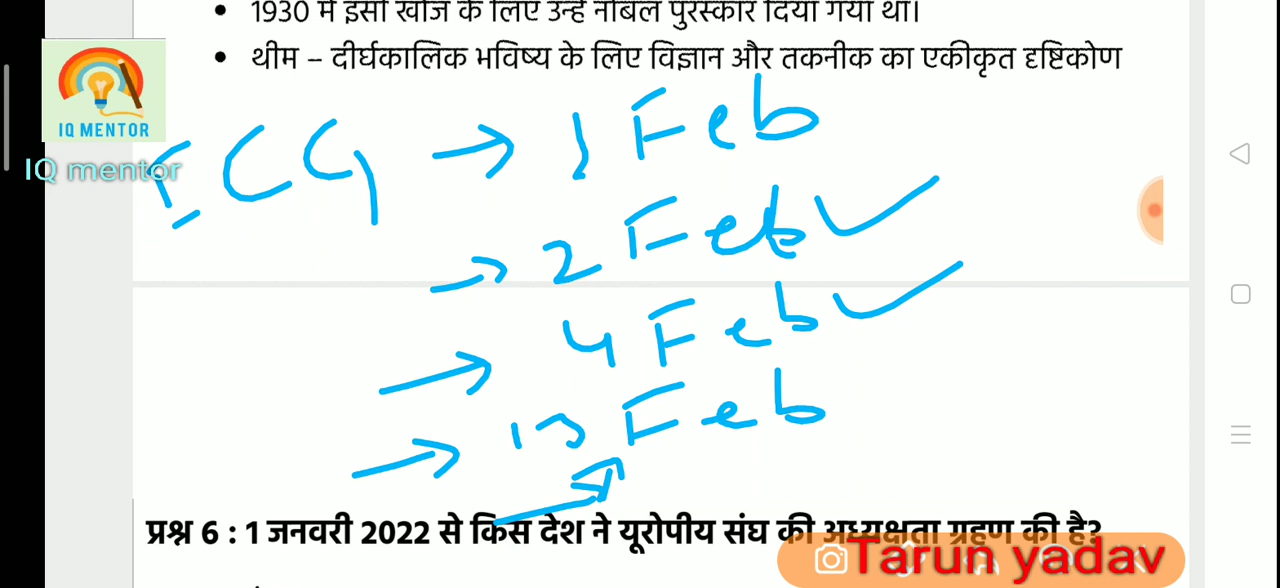 1930 में इसी खोज के लिए उन्हें नोबेल पुरस्कार दिया गया था।
थीम – दीर्घकालिक भविष्य के लिए विज्ञान और तकनीक का एकीकृत दृष्टिकोण
IQ MENTOR
IQ mentor
ICG → 1 Feb
→ 2 Feb ✓
→ 4 Feb ✓
→ 13 Feb
प्रश्न 6 : 1 जनवरी 2022 से किस देश ने यूरोपीय संघ की अध्यक्षता ग्रहण की है?
Tarun yadav